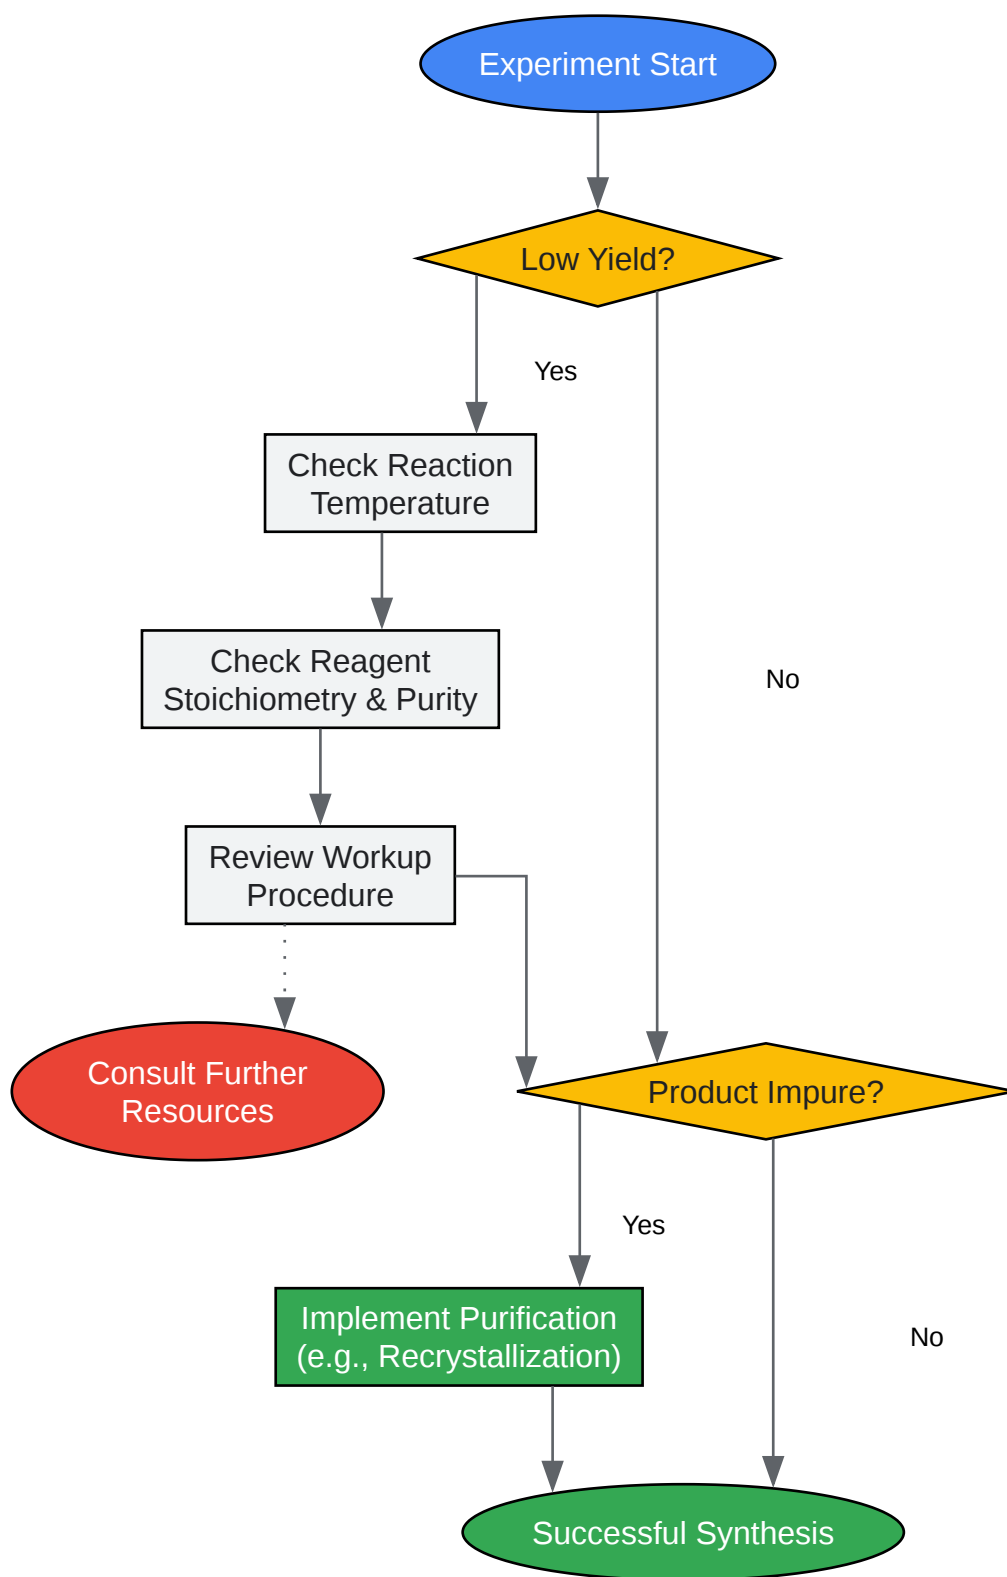 Experiment Start
Low Yield?
Yes
Check Reaction
Temperature
Check Reagent
Stoichiometry & Purity
No
Review Workup
Procedure
Consult Further
Resources
Product Impure?
Yes
Implement Purification
(e.g., Recrystallization)
No
Successful Synthesis